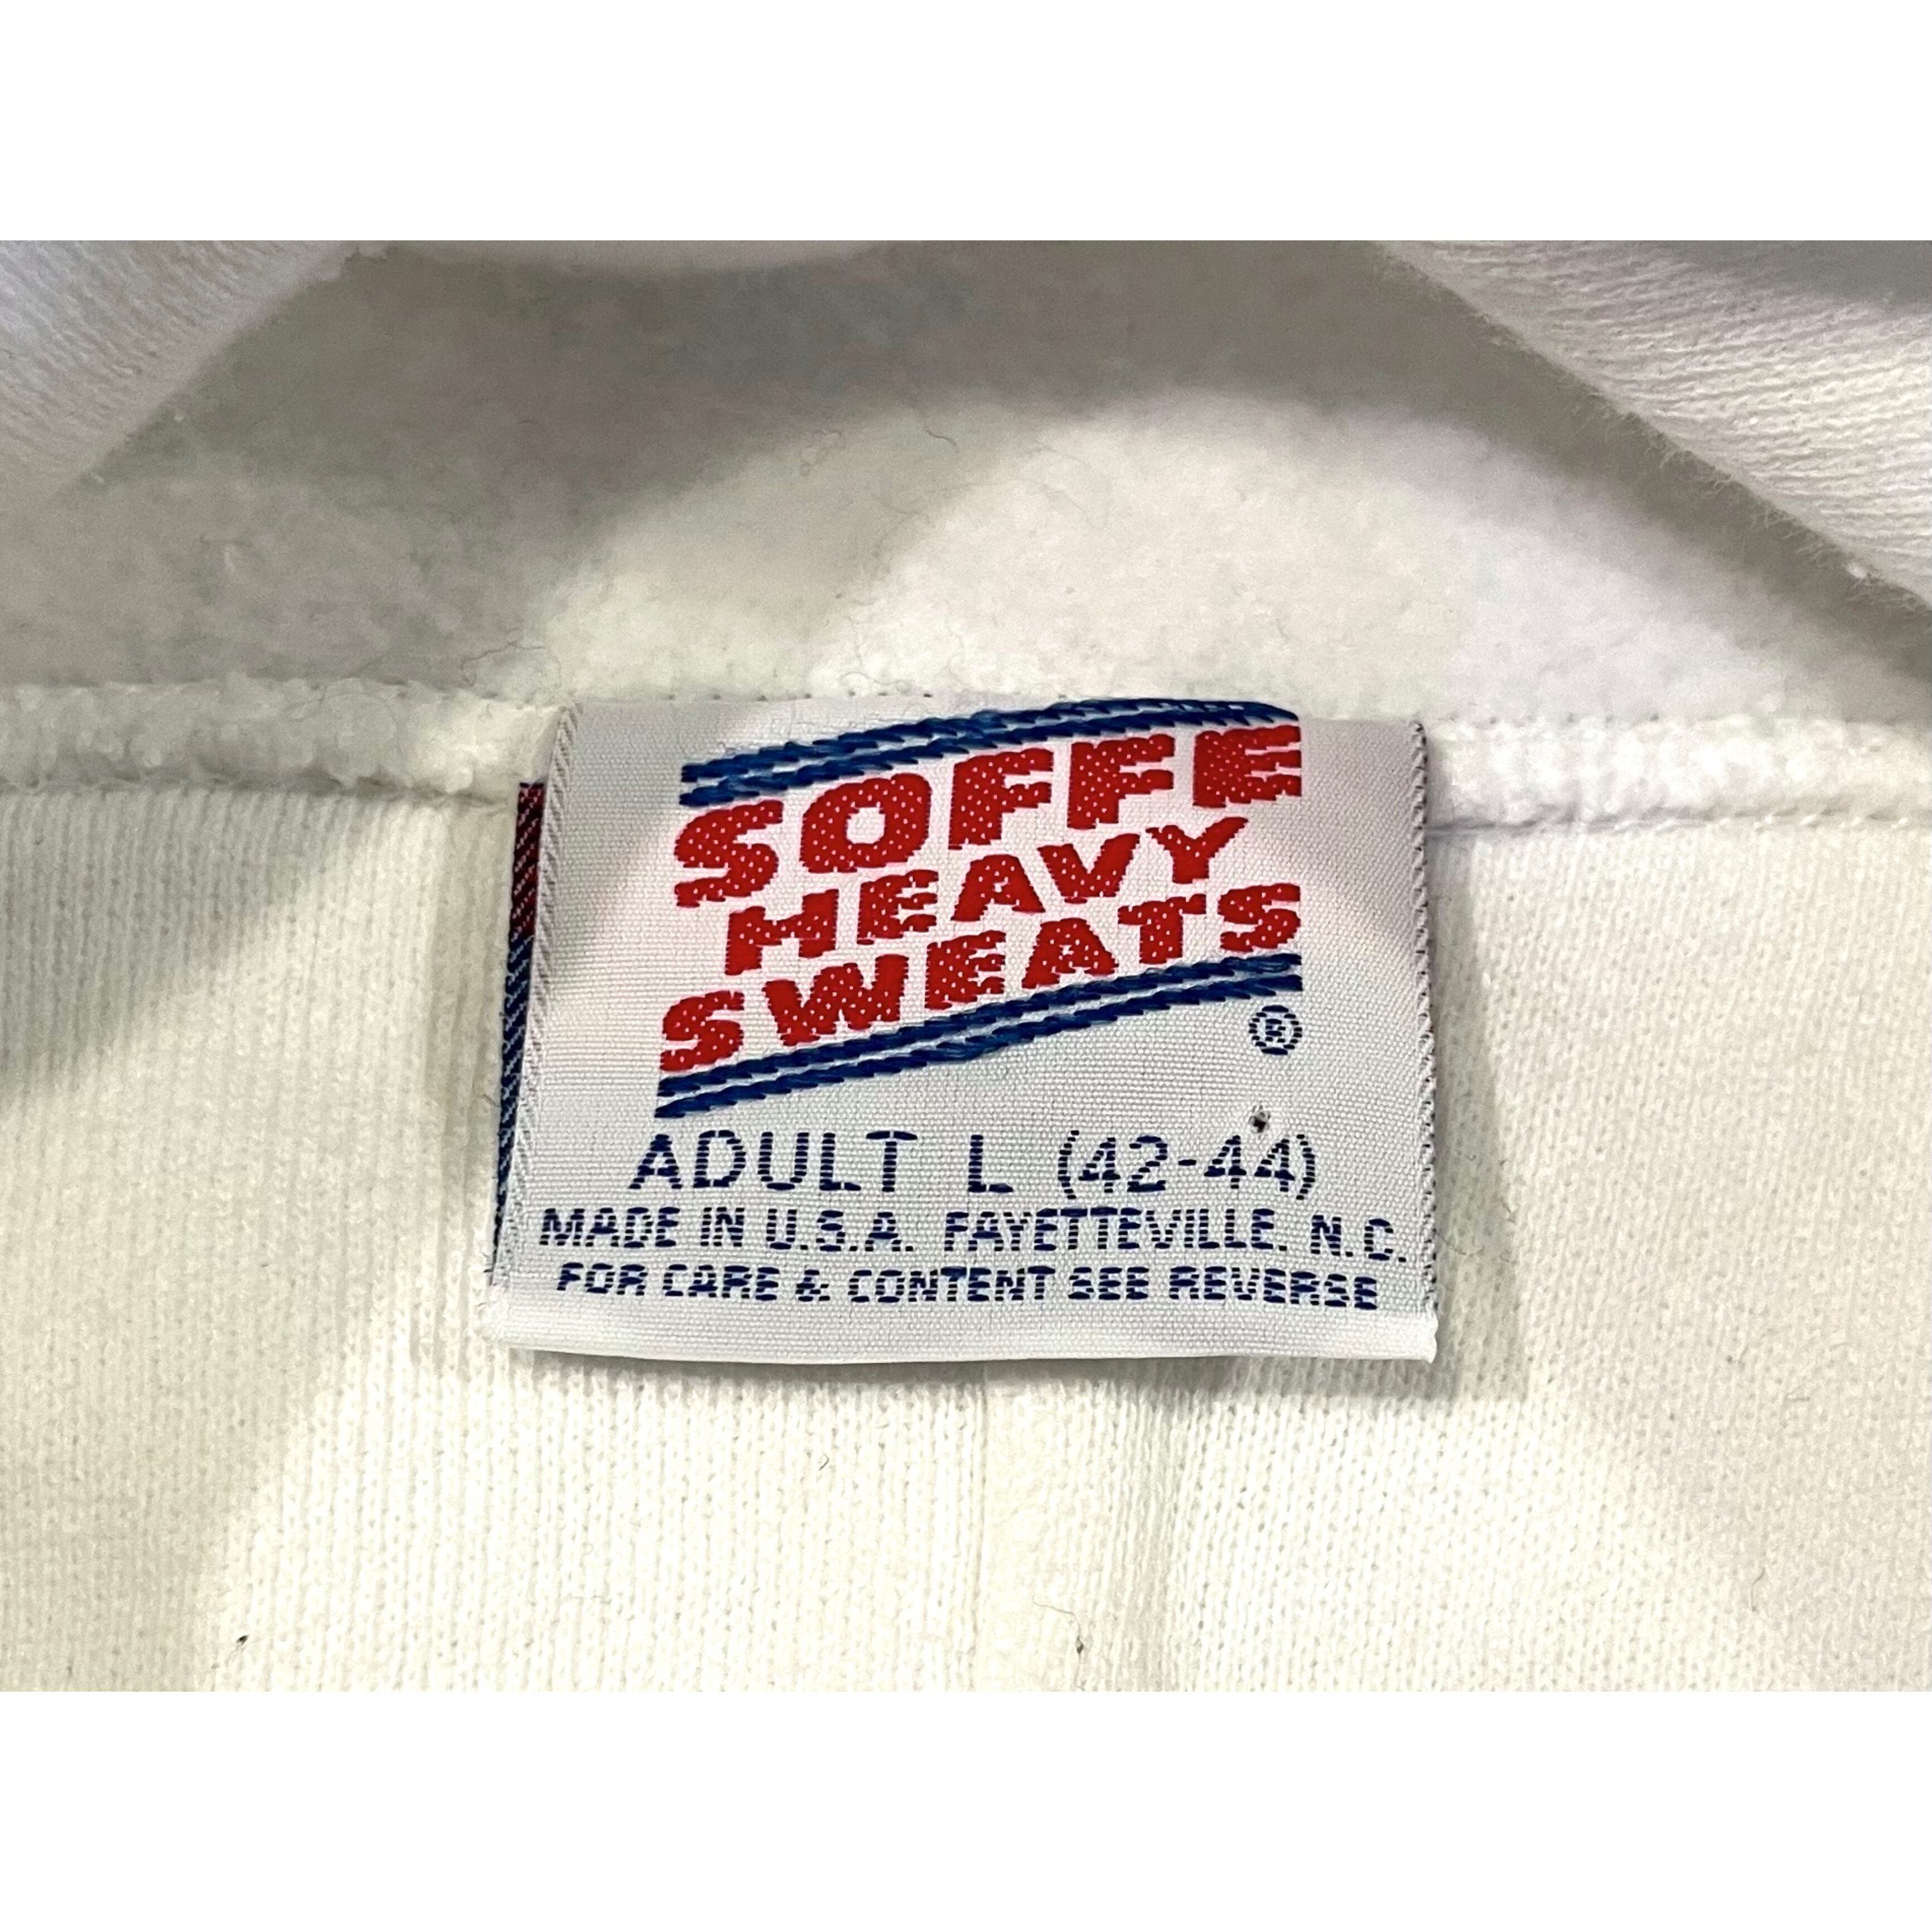 SOFFE
HEAVY
SWEATS
®
ADULT L (42-44)
MADE IN U.S.A. FAYETTEVILLE, N.C.
FOR CARE & CONTENT SEE REVERSE